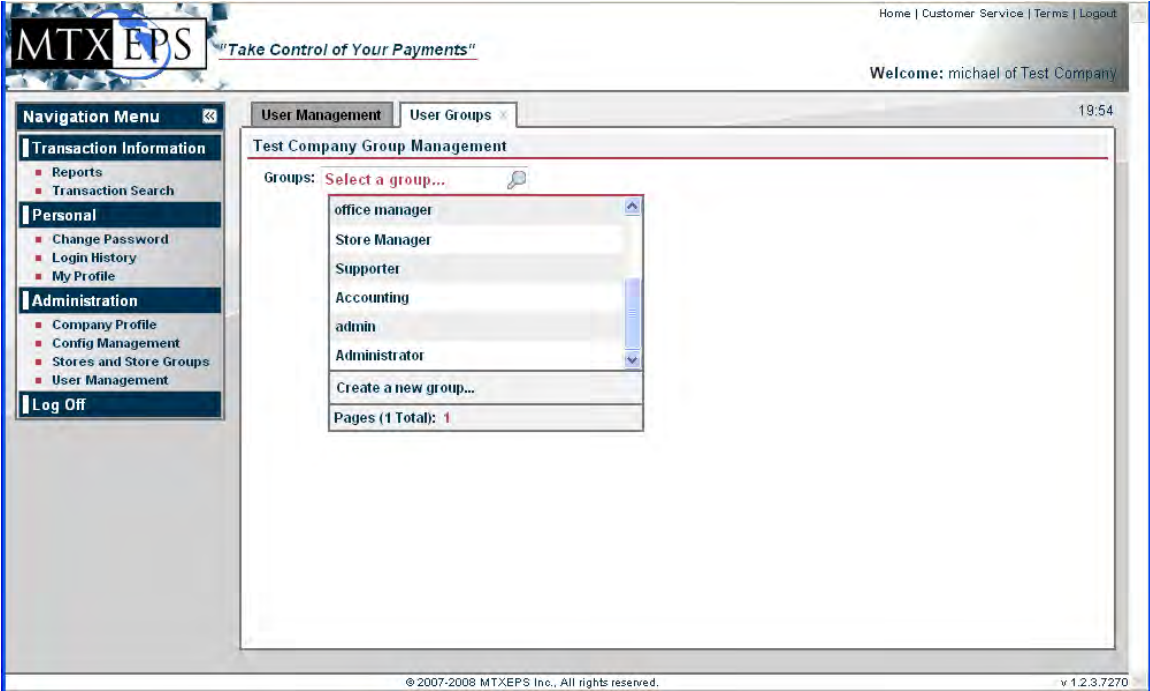 Home | Customer Service | Terms | Logout
MTXEPS
"Take Control of Your Payments"
Welcome: michael of Test Company
Navigation Menu «
User Management
User Groups x
19:54
Transaction Information
Reports
Transaction Search
Personal
Change Password
Login History
My Profile
Administration
Company Profile
Config Management
Stores and Store Groups
User Management
Log Off
Test Company Group Management
Groups: Select a group...
office manager
Store Manager
Supporter
Accounting
admin
Administrator
Create a new group...
Pages (1 Total): 1
© 2007-2008 MTXEPS Inc., All rights reserved.
v 1.2.3.7270